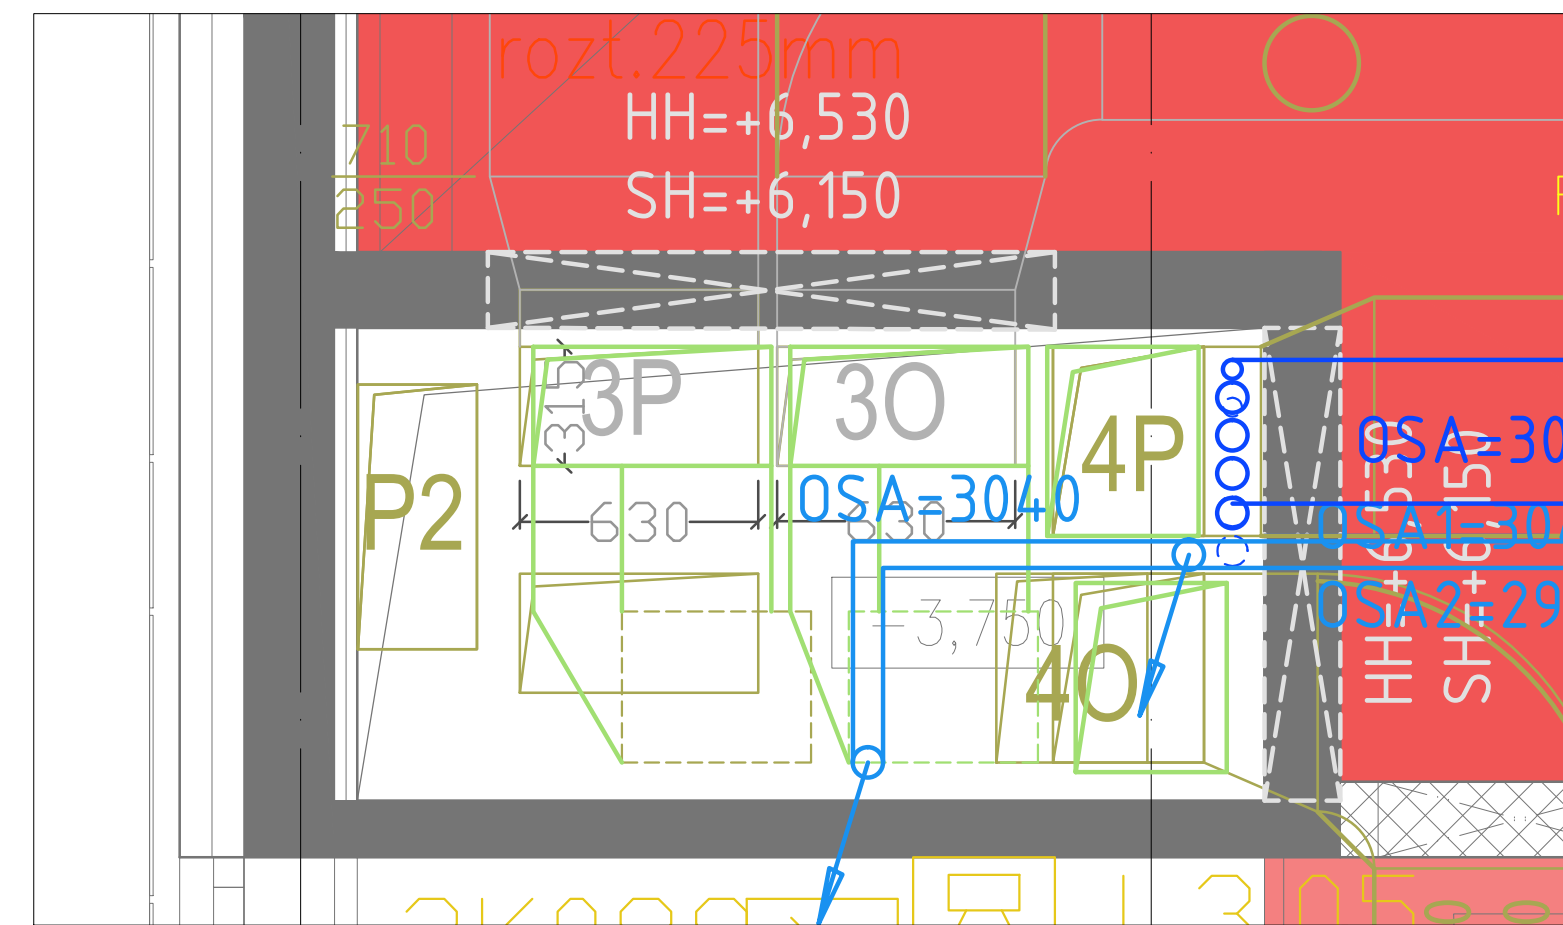 rozt.225mm
HH=+6,530
SH=+6,150
710
250
3P
3O
310
4P
P2
630
630
OSA=3040
OSA=30
OSA1=30
OSA2=29
HH=+6,530
SH=+6,150
-3,750
4O